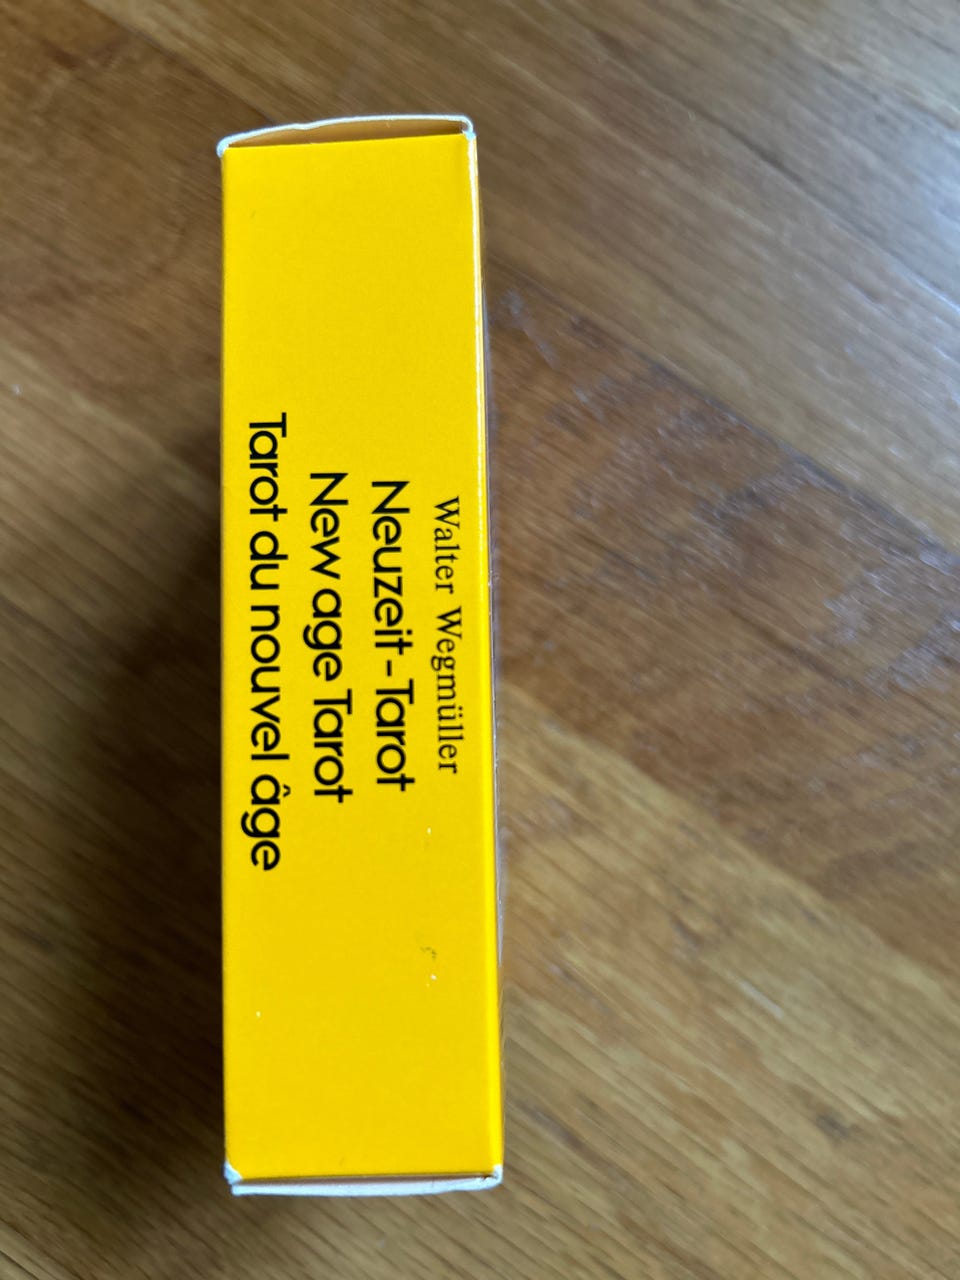 Walter Wegmüller
Neuzeit-Tarot
New age Tarot
Tarot du nouvel âge